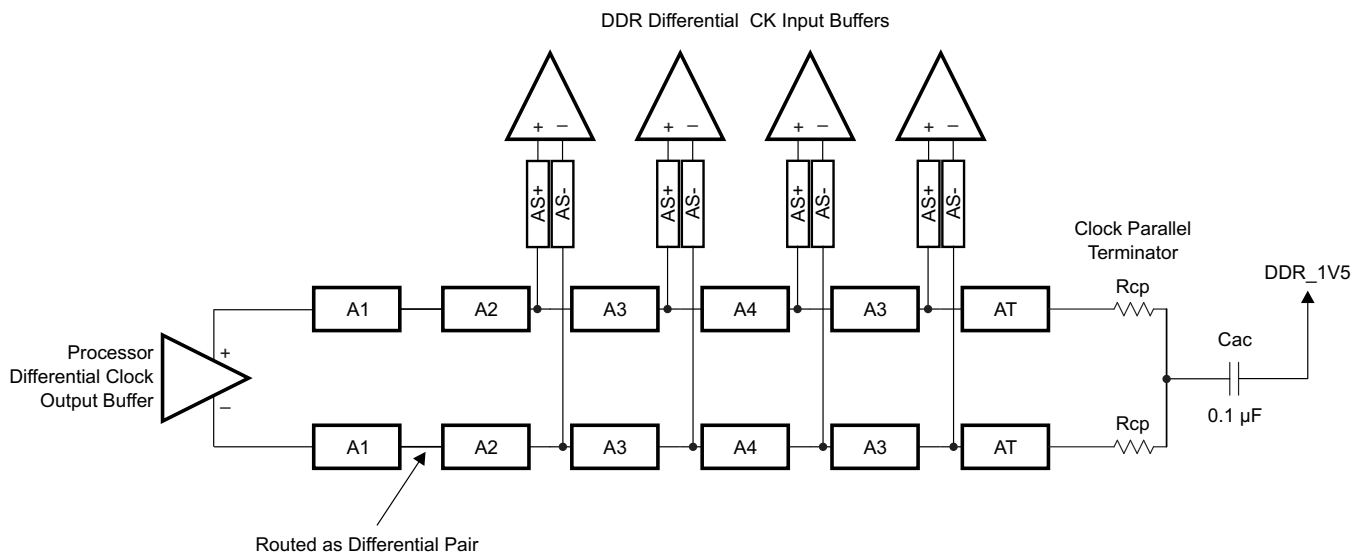 DDR Differential CK Input Buffers
+ – + – + – + –
AS+ AS- AS+ AS- AS+ AS- AS+ AS-
Clock Parallel
Terminator
DDR_1V5
Rcp
A1 A2 A3 A4 A3 AT
Processor
Differential Clock
Output Buffer
+
–
Cac
0.1 µF
Rcp
A1 A2 A3 A4 A3 AT
Routed as Differential Pair